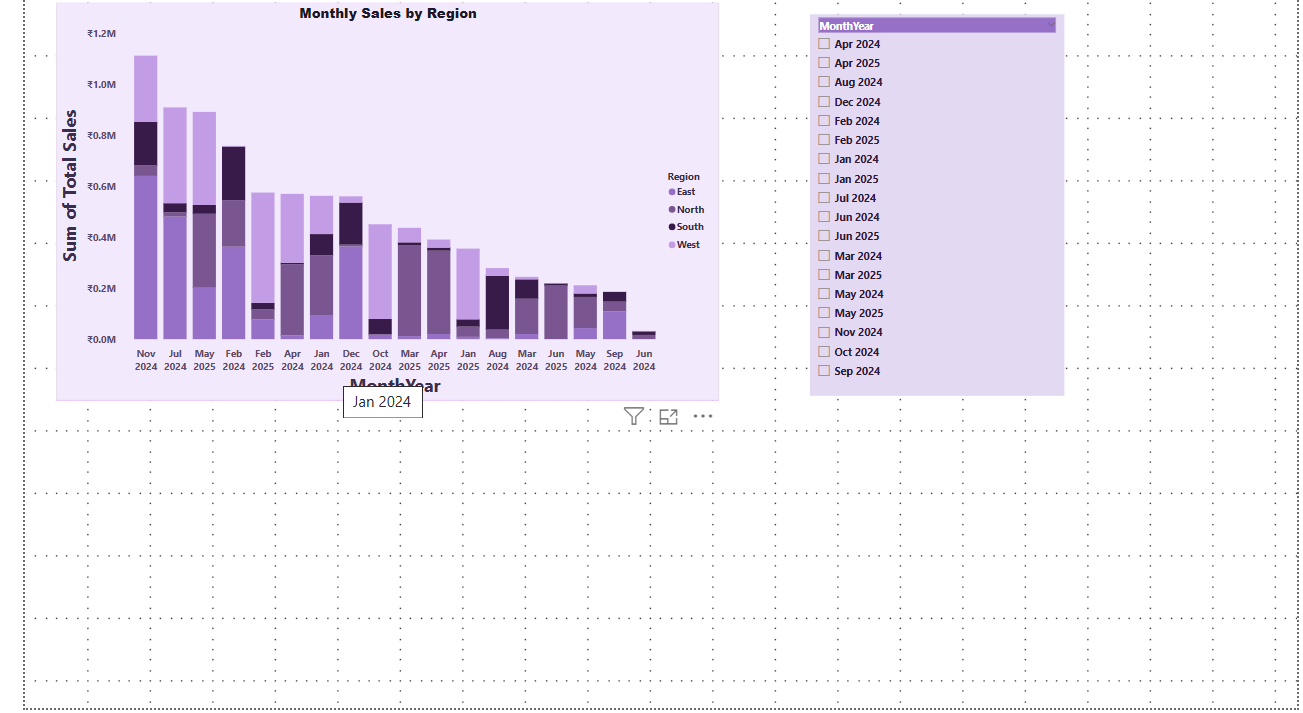 Monthly Sales by Region
Sum of Total Sales
₹1.2M
₹1.0M
₹0.8M
₹0.6M
₹0.4M
₹0.2M
₹0.0M
Nov 2024
Jul 2024
May 2025
Feb 2024
Feb 2025
Apr 2024
Jan 2024
Dec 2024
Oct 2024
Mar 2025
Apr 2025
Jan 2025
Aug 2024
Mar 2024
Jun 2025
May 2024
Sep 2024
Jun 2024
MonthYear
Jan 2024
Region
East
North
South
West
MonthYear
Apr 2024
Apr 2025
Aug 2024
Dec 2024
Feb 2024
Feb 2025
Jan 2024
Jan 2025
Jul 2024
Jun 2024
Jun 2025
Mar 2024
Mar 2025
May 2024
May 2025
Nov 2024
Oct 2024
Sep 2024